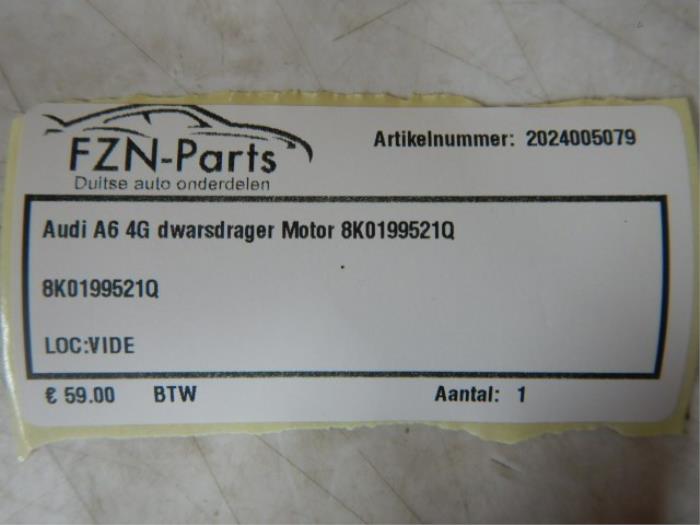 FZN-Parts
Duitse auto onderdelen
Artikelnummer: 2024005079
Audi A6 4G dwarsdrager Motor 8K0199521Q
8K0199521Q
LOC:VIDE
€ 59.00 BTW Aantal: 1